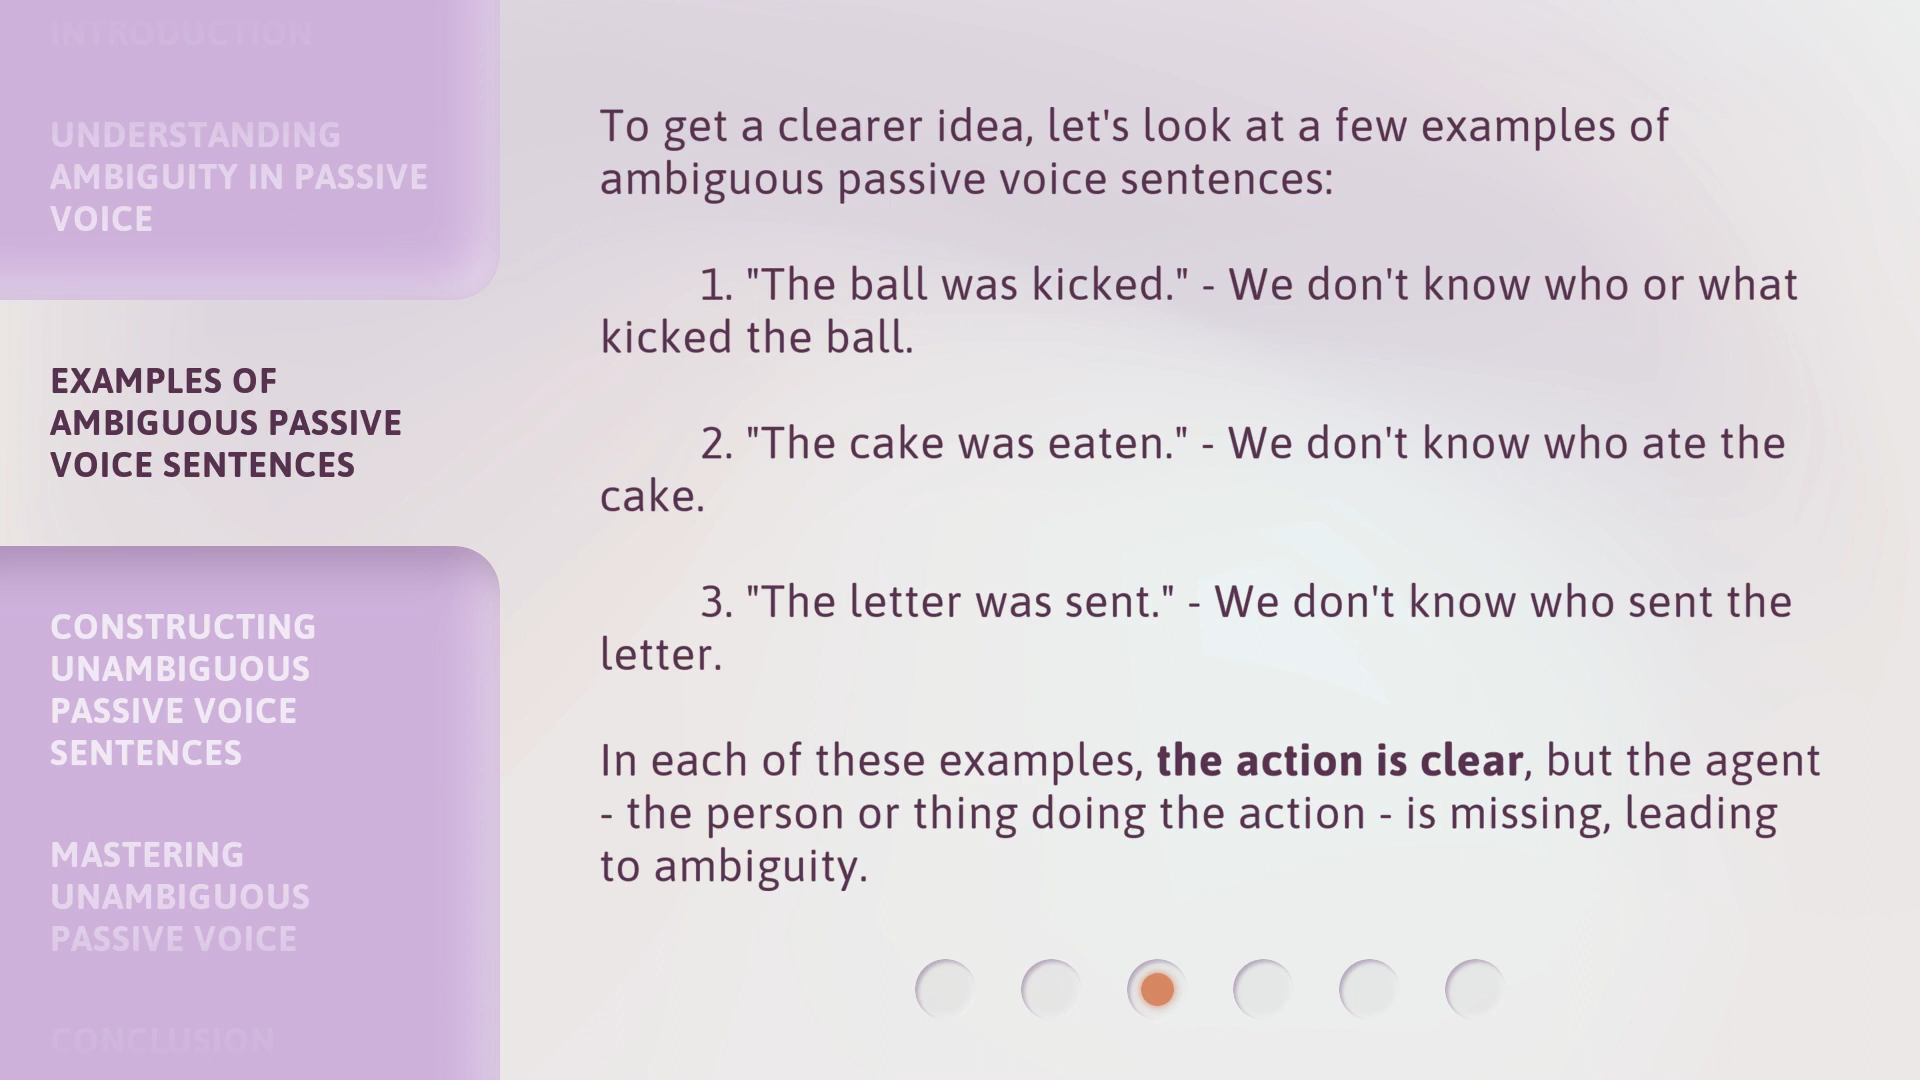 INTRODUCTION
UNDERSTANDING
AMBIGUITY IN PASSIVE
VOICE
EXAMPLES OF
AMBIGUOUS PASSIVE
VOICE SENTENCES
CONSTRUCTING
UNAMBIGUOUS
PASSIVE VOICE
SENTENCES
MASTERING
UNAMBIGUOUS
PASSIVE VOICE
CONCLUSION
To get a clearer idea, let's look at a few examples of
ambiguous passive voice sentences:
1. "The ball was kicked." - We don't know who or what
kicked the ball.
2. "The cake was eaten." - We don't know who ate the
cake.
3. "The letter was sent." - We don't know who sent the
letter.
In each of these examples, the action is clear, but the agent
- the person or thing doing the action - is missing, leading
to ambiguity.